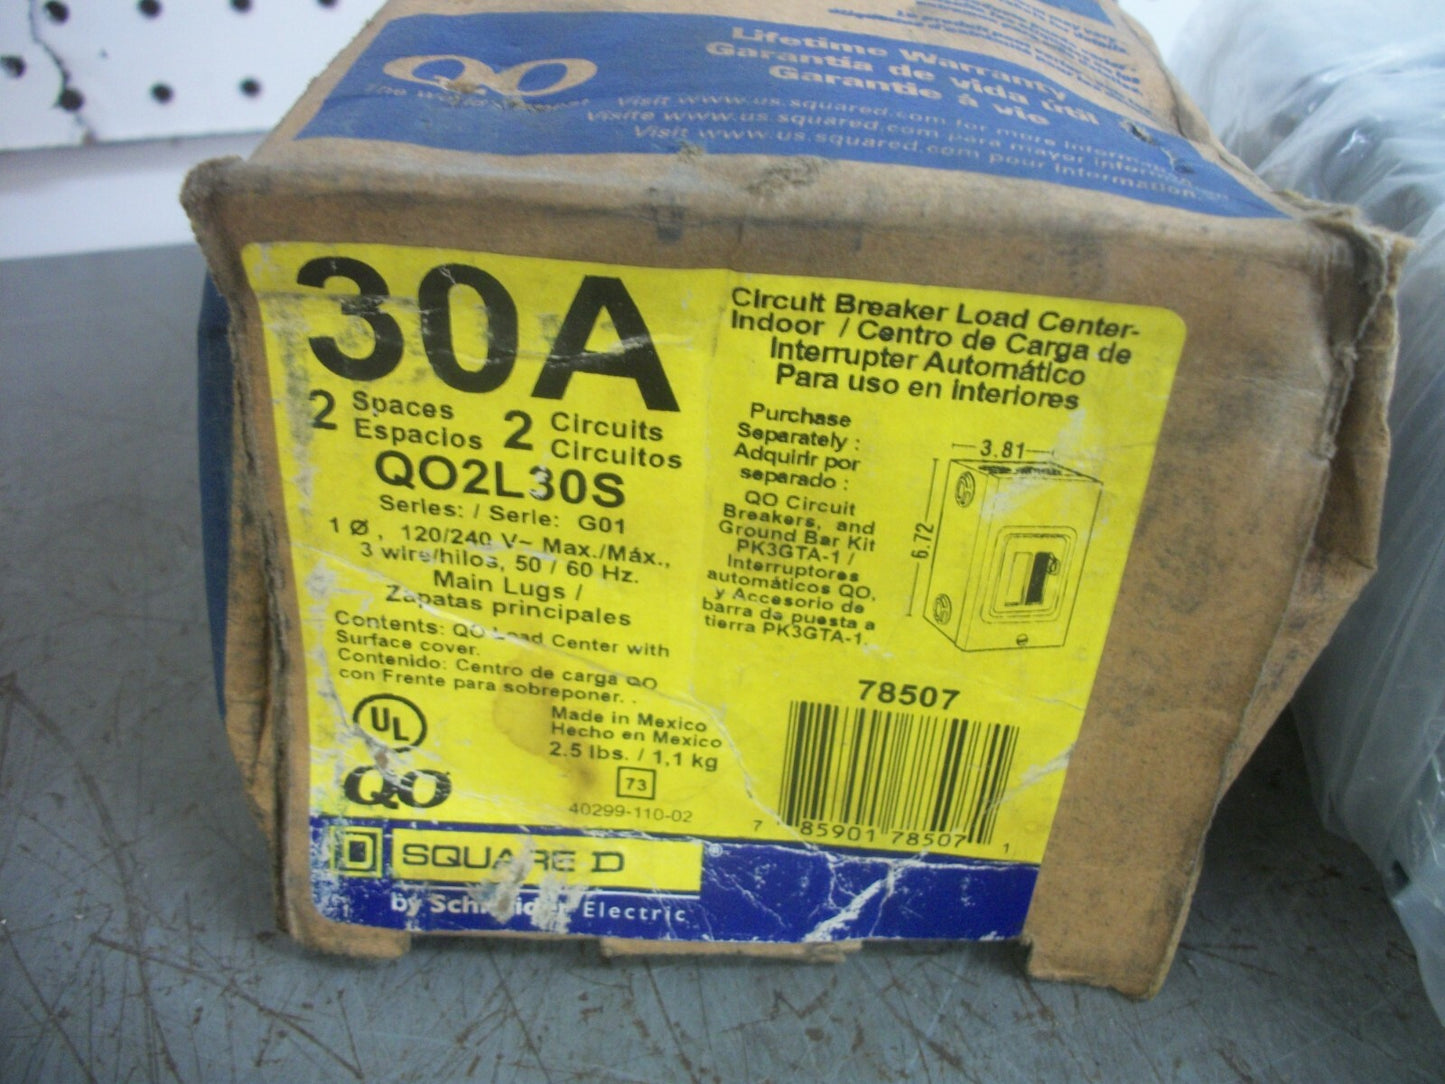 QO
Lifetime Warranty
Garantía de vida útil
Garantie à vie
Visit www.us.squared.com for more information
Visite www.us.squared.com para mayor
Visit www.us.squared.com pour information.
30A
2 Spaces 2 Circuits
Espacios Circuitos
QO2L30S
Series: / Serie: G01
1 Ø, 120/240 V~ Max./Máx.,
3 wire/hilos, 50 / 60 Hz.
Main Lugs /
Zapatas principales
Contents: QO Load Center with
Surface cover.
Contenido: Centro de carga QO
con Frente para sobreponer. .
UL
Made in Mexico
Hecho en Mexico
2.5 lbs. / 1,1 kg
73
QO
40299-110-02
Circuit Breaker Load Center-
Indoor / Centro de Carga de
Interrupter Automático
Para uso en interiores
Purchase
Separately :
Adquirir por
separado :
QO Circuit
Breakers, and
Ground Bar Kit
PK3GTA-1 /
Interruptores
automáticos QO,
y Accesorio de
barra de puesta a
tierra PK3GTA-1.
3.81
6.72
78507
7 85901 78507 1
D SQUARE D ®
by Schneider Electric